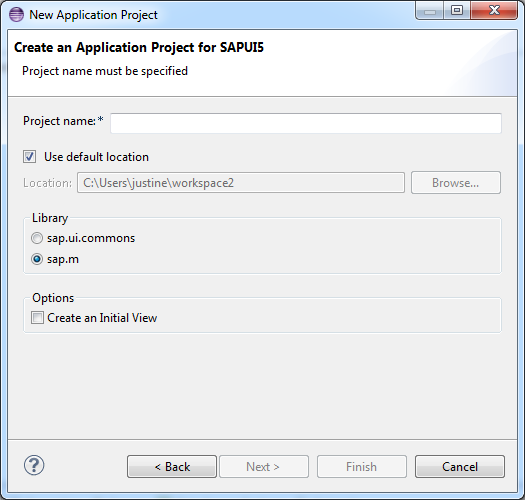 New Application Project
Create an Application Project for SAPUI5
Project name must be specified
Project name:*
Use default location
Location: C:\Users\justine\workspace2 Browse...
Library
sap.ui.commons
sap.m
Options
Create an Initial View
? < Back Next > Finish Cancel